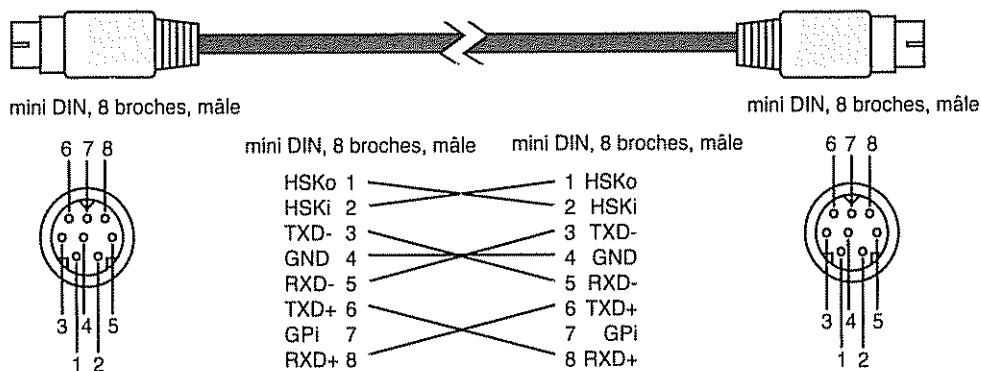 mini DIN, 8 broches, mâle
mini DIN, 8 broches, mâle
6 7 8
3 4 5
1 2
mini DIN, 8 broches, mâle
mini DIN, 8 broches, mâle
HSKo 1
1 HSKo
HSKi 2
2 HSKi
TXD- 3
3 TXD-
GND 4
4 GND
RXD- 5
5 RXD-
TXD+ 6
6 TXD+
GPi 7
7 GPi
RXD+ 8
8 RXD+
6 7 8
3 4 5
1 2